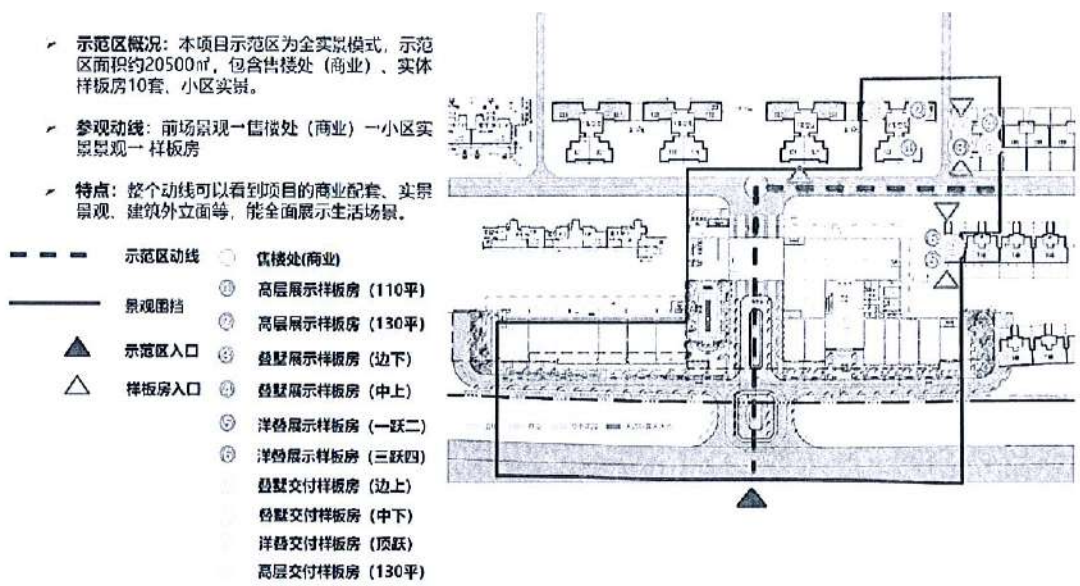 示范区概况：本项目示范区为全实景模式，示范
区面积约20500㎡，包含售楼处（商业）、实体
样板房10套、小区实景。
参观动线：前场景观→售楼处（商业）→小区实
景景观→样板房
特点：整个动线可以看到项目的商业配套、实景
景观、建筑外立面等，能全面展示生活场景。
示范区动线
景观围挡
示范区入口
样板房入口
售楼处(商业)
高层展示样板房（110平）
高层展示样板房（130平）
叠墅展示样板房（边下）
叠墅展示样板房（中上）
洋叠展示样板房（一跃二）
洋叠展示样板房（三跃四）
叠墅交付样板房（边上）
叠墅交付样板房（中下）
洋叠交付样板房（顶跃）
高层交付样板房（130平）